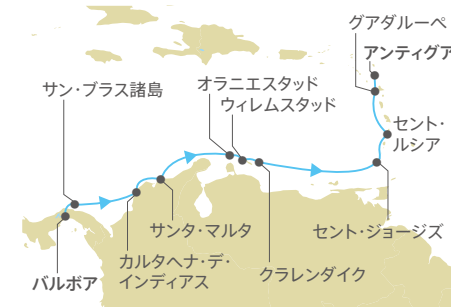 グアダルーペ
アンティグア
オラニエスタッド
サン・ブラス諸島
ウィレムスタッド
セント・
ルシア
サンタ・マルタ
セント・ジョージズ
カルタヘナ・デ・
インディアス
クラレンダイク
バルボア